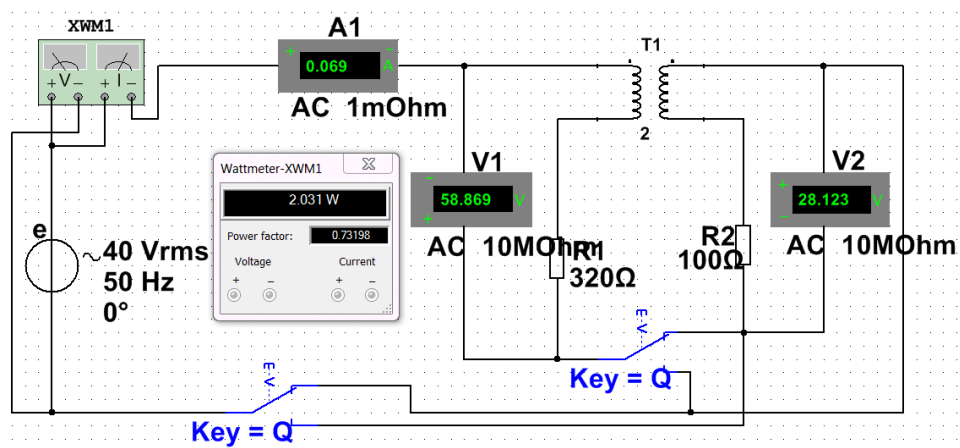 XWM1
+V- +I-
A1
+ 0.069 - A
AC 1mOhm
T1
2
Wattmeter-XWM1
2.031 W
Power factor: 0.73198
Voltage Current
+ - + -
V1
- 58.869 V +
AC 10MOhm
V2
+ 28.123 V -
AC 10MOhm
R1
320Ω
R2
100Ω
e
~ 40 Vrms
50 Hz
0°
E V
Key = Q
E V
Key = Q